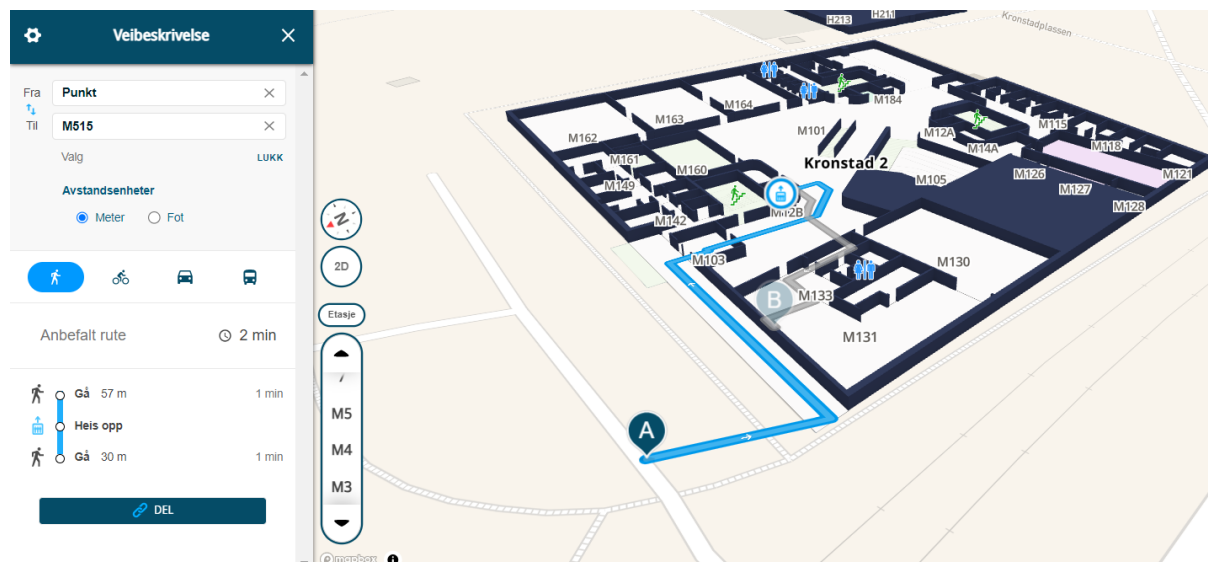 Veibeskrivelse
Fra Punkt
Til M515
Valg LUKK
Avstandsenheter
Meter Fot
Anbefalt rute 2 min
Gå 57 m 1 min
Heis opp
Gå 30 m 1 min
DEL
2D
Etasje
M5
M4
M3
mapbox
H213
H211
Kronstadplassen
M184
M164
M163
M162
M101
M12A
M115
M14A
M118
M161
M160
Kronstad 2
M105
M126
M121
M149
M127
M128
M12B
M142
M103
M130
M133
M131
A
B